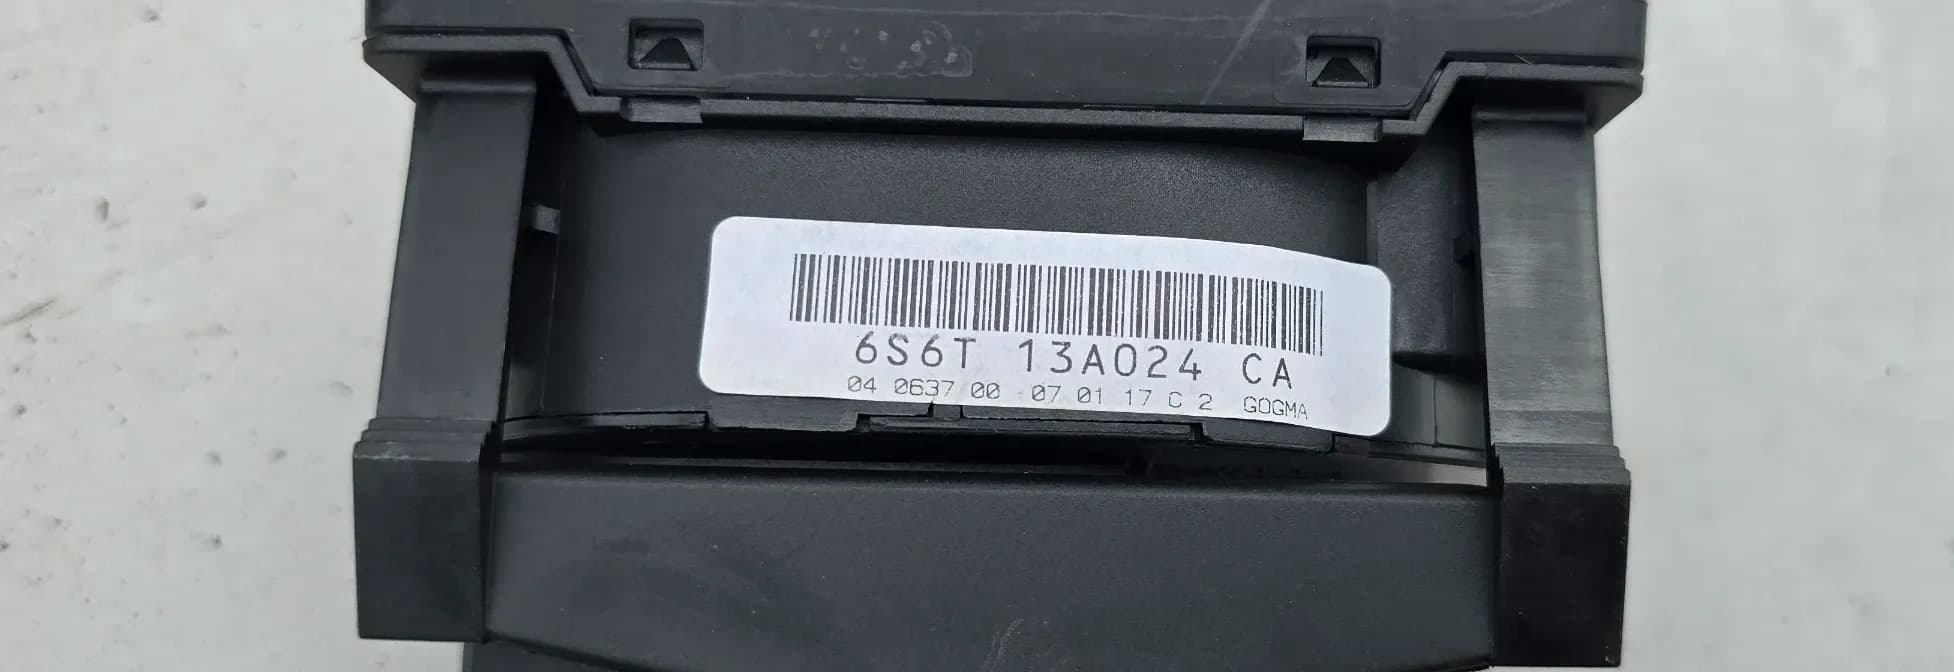 6S6T 13A024 CA
04 0637 00 07 01 17 C 2 GOGMA